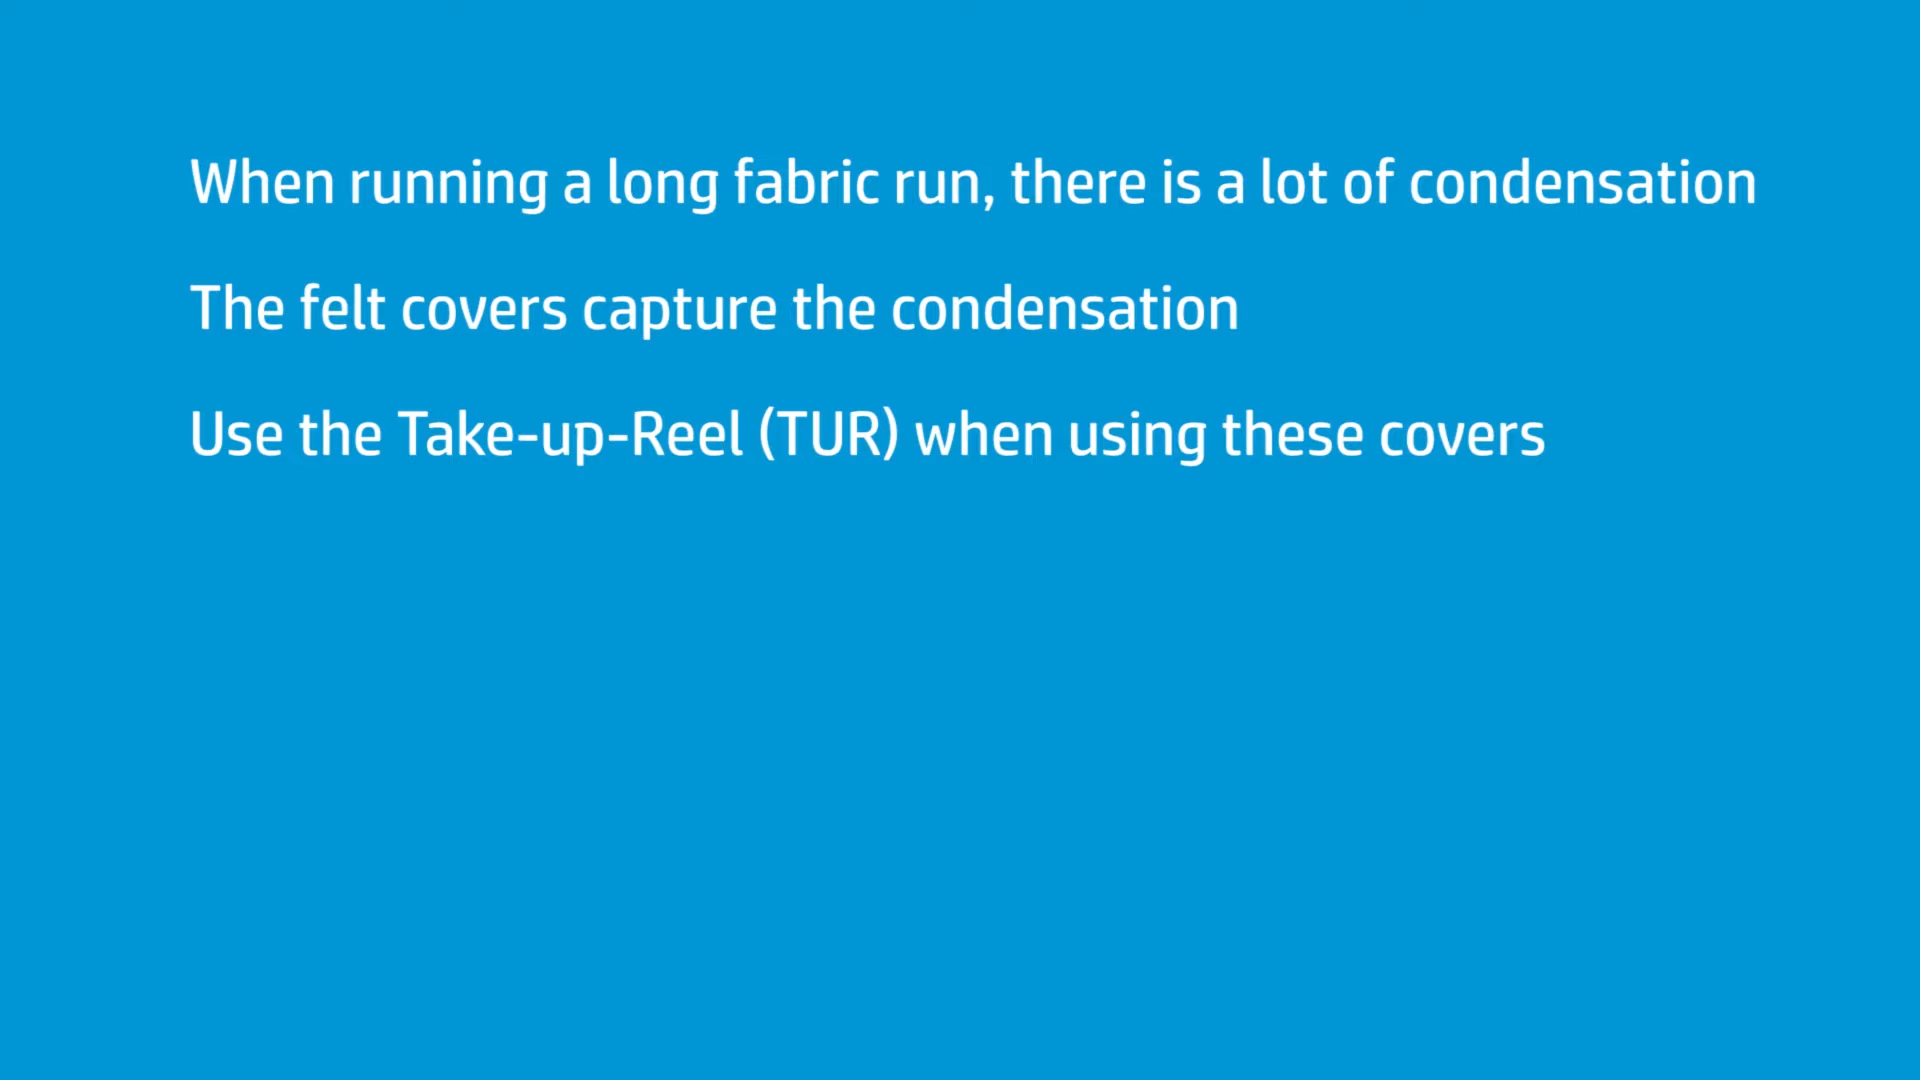 When running a long fabric run, there is a lot of condensation
The felt covers capture the condensation
Use the Take-up-Reel (TUR) when using these covers